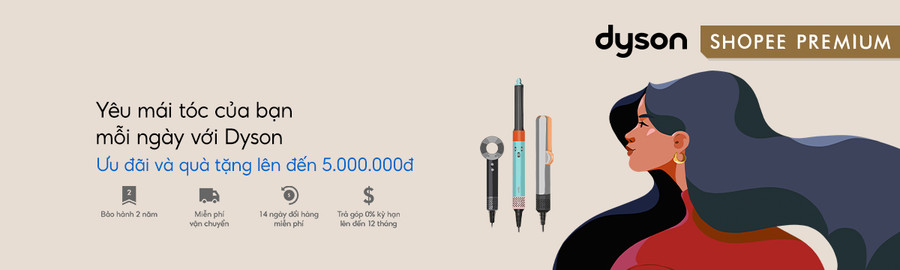 dyson
SHOPEE PREMIUM
Yêu mái tóc của bạn
mỗi ngày với Dyson
Ưu đãi và quà tặng lên đến 5.000.000đ
2
Bảo hành 2 năm
Miễn phí
vận chuyển
14 ngày đổi hàng
miễn phí
$
Trả góp 0% kỳ hạn
lên đến 12 tháng